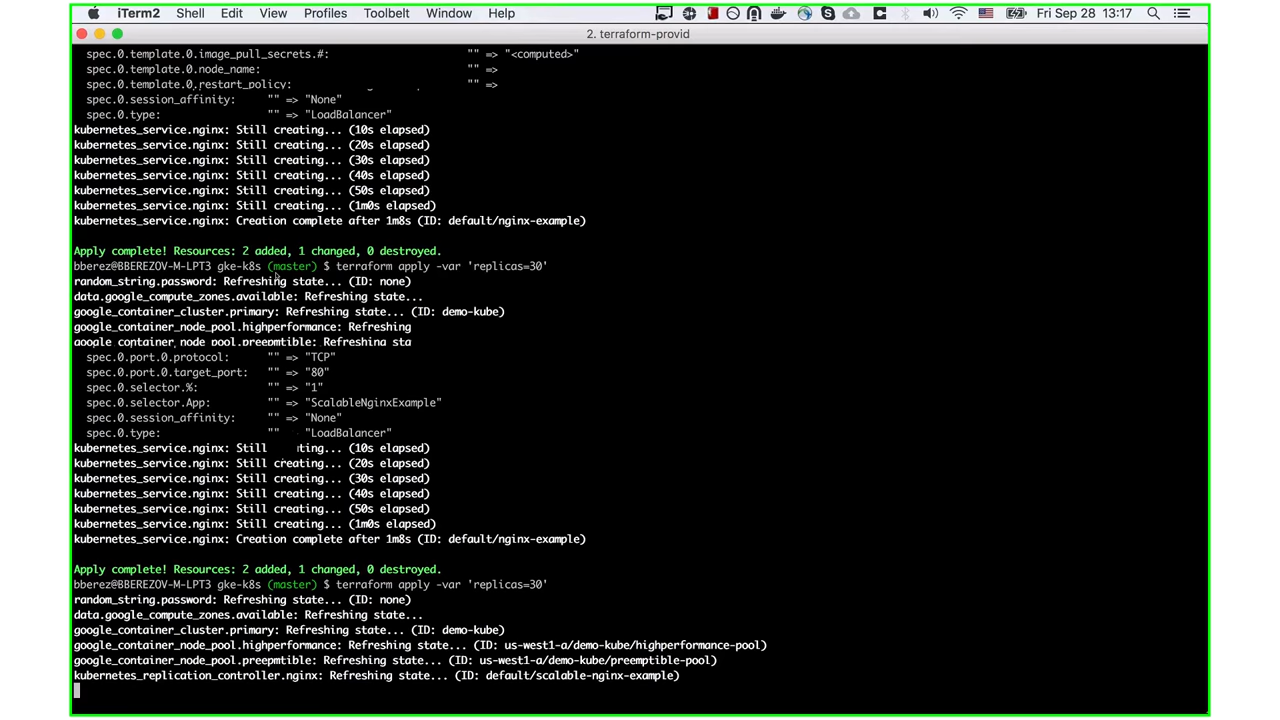 iTerm2 Shell Edit View Profiles Toolbelt Window Help Fri Sep 28 13:17
2. terraform-provid
spec.0.template.0.image_pull_secrets.#: "" => "<computed>"
spec.0.template.0.node_name: "" =>
spec.0.template.0.restart_policy: "" =>
spec.0.session_affinity: "" => "None"
spec.0.type: "" => "LoadBalancer"
kubernetes_service.nginx: Still creating... (10s elapsed)
kubernetes_service.nginx: Still creating... (20s elapsed)
kubernetes_service.nginx: Still creating... (30s elapsed)
kubernetes_service.nginx: Still creating... (40s elapsed)
kubernetes_service.nginx: Still creating... (50s elapsed)
kubernetes_service.nginx: Still creating... (1m0s elapsed)
kubernetes_service.nginx: Creation complete after 1m8s (ID: default/nginx-example)
Apply complete! Resources: 2 added, 1 changed, 0 destroyed.
bberez@BBEREZOV-M-LPT3 gke-k8s (master) $ terraform apply -var 'replicas=30'
random_string.password: Refreshing state... (ID: none)
data.google_compute_zones.available: Refreshing state...
google_container_cluster.primary: Refreshing state... (ID: demo-kube)
google_container_node_pool.highperformance: Refreshing
google_container_node_pool.preepmtible: Refreshing sta
spec.0.port.0.protocol: "" => "TCP"
spec.0.port.0.target_port: "" => "80"
spec.0.selector.%: "" => "1"
spec.0.selector.App: "" => "ScalableNginxExample"
spec.0.session_affinity: "" => "None"
spec.0.type: "" => "LoadBalancer"
kubernetes_service.nginx: Still ting... (10s elapsed)
kubernetes_service.nginx: Still creating... (20s elapsed)
kubernetes_service.nginx: Still creating... (30s elapsed)
kubernetes_service.nginx: Still creating... (40s elapsed)
kubernetes_service.nginx: Still creating... (50s elapsed)
kubernetes_service.nginx: Still creating... (1m0s elapsed)
kubernetes_service.nginx: Creation complete after 1m8s (ID: default/nginx-example)
Apply complete! Resources: 2 added, 1 changed, 0 destroyed.
bberez@BBEREZOV-M-LPT3 gke-k8s (master) $ terraform apply -var 'replicas=30'
random_string.password: Refreshing state... (ID: none)
data.google_compute_zones.available: Refreshing state...
google_container_cluster.primary: Refreshing state... (ID: demo-kube)
google_container_node_pool.highperformance: Refreshing state... (ID: us-west1-a/demo-kube/highperformance-pool)
google_container_node_pool.preepmtible: Refreshing state... (ID: us-west1-a/demo-kube/preemptible-pool)
kubernetes_replication_controller.nginx: Refreshing state... (ID: default/scalable-nginx-example)